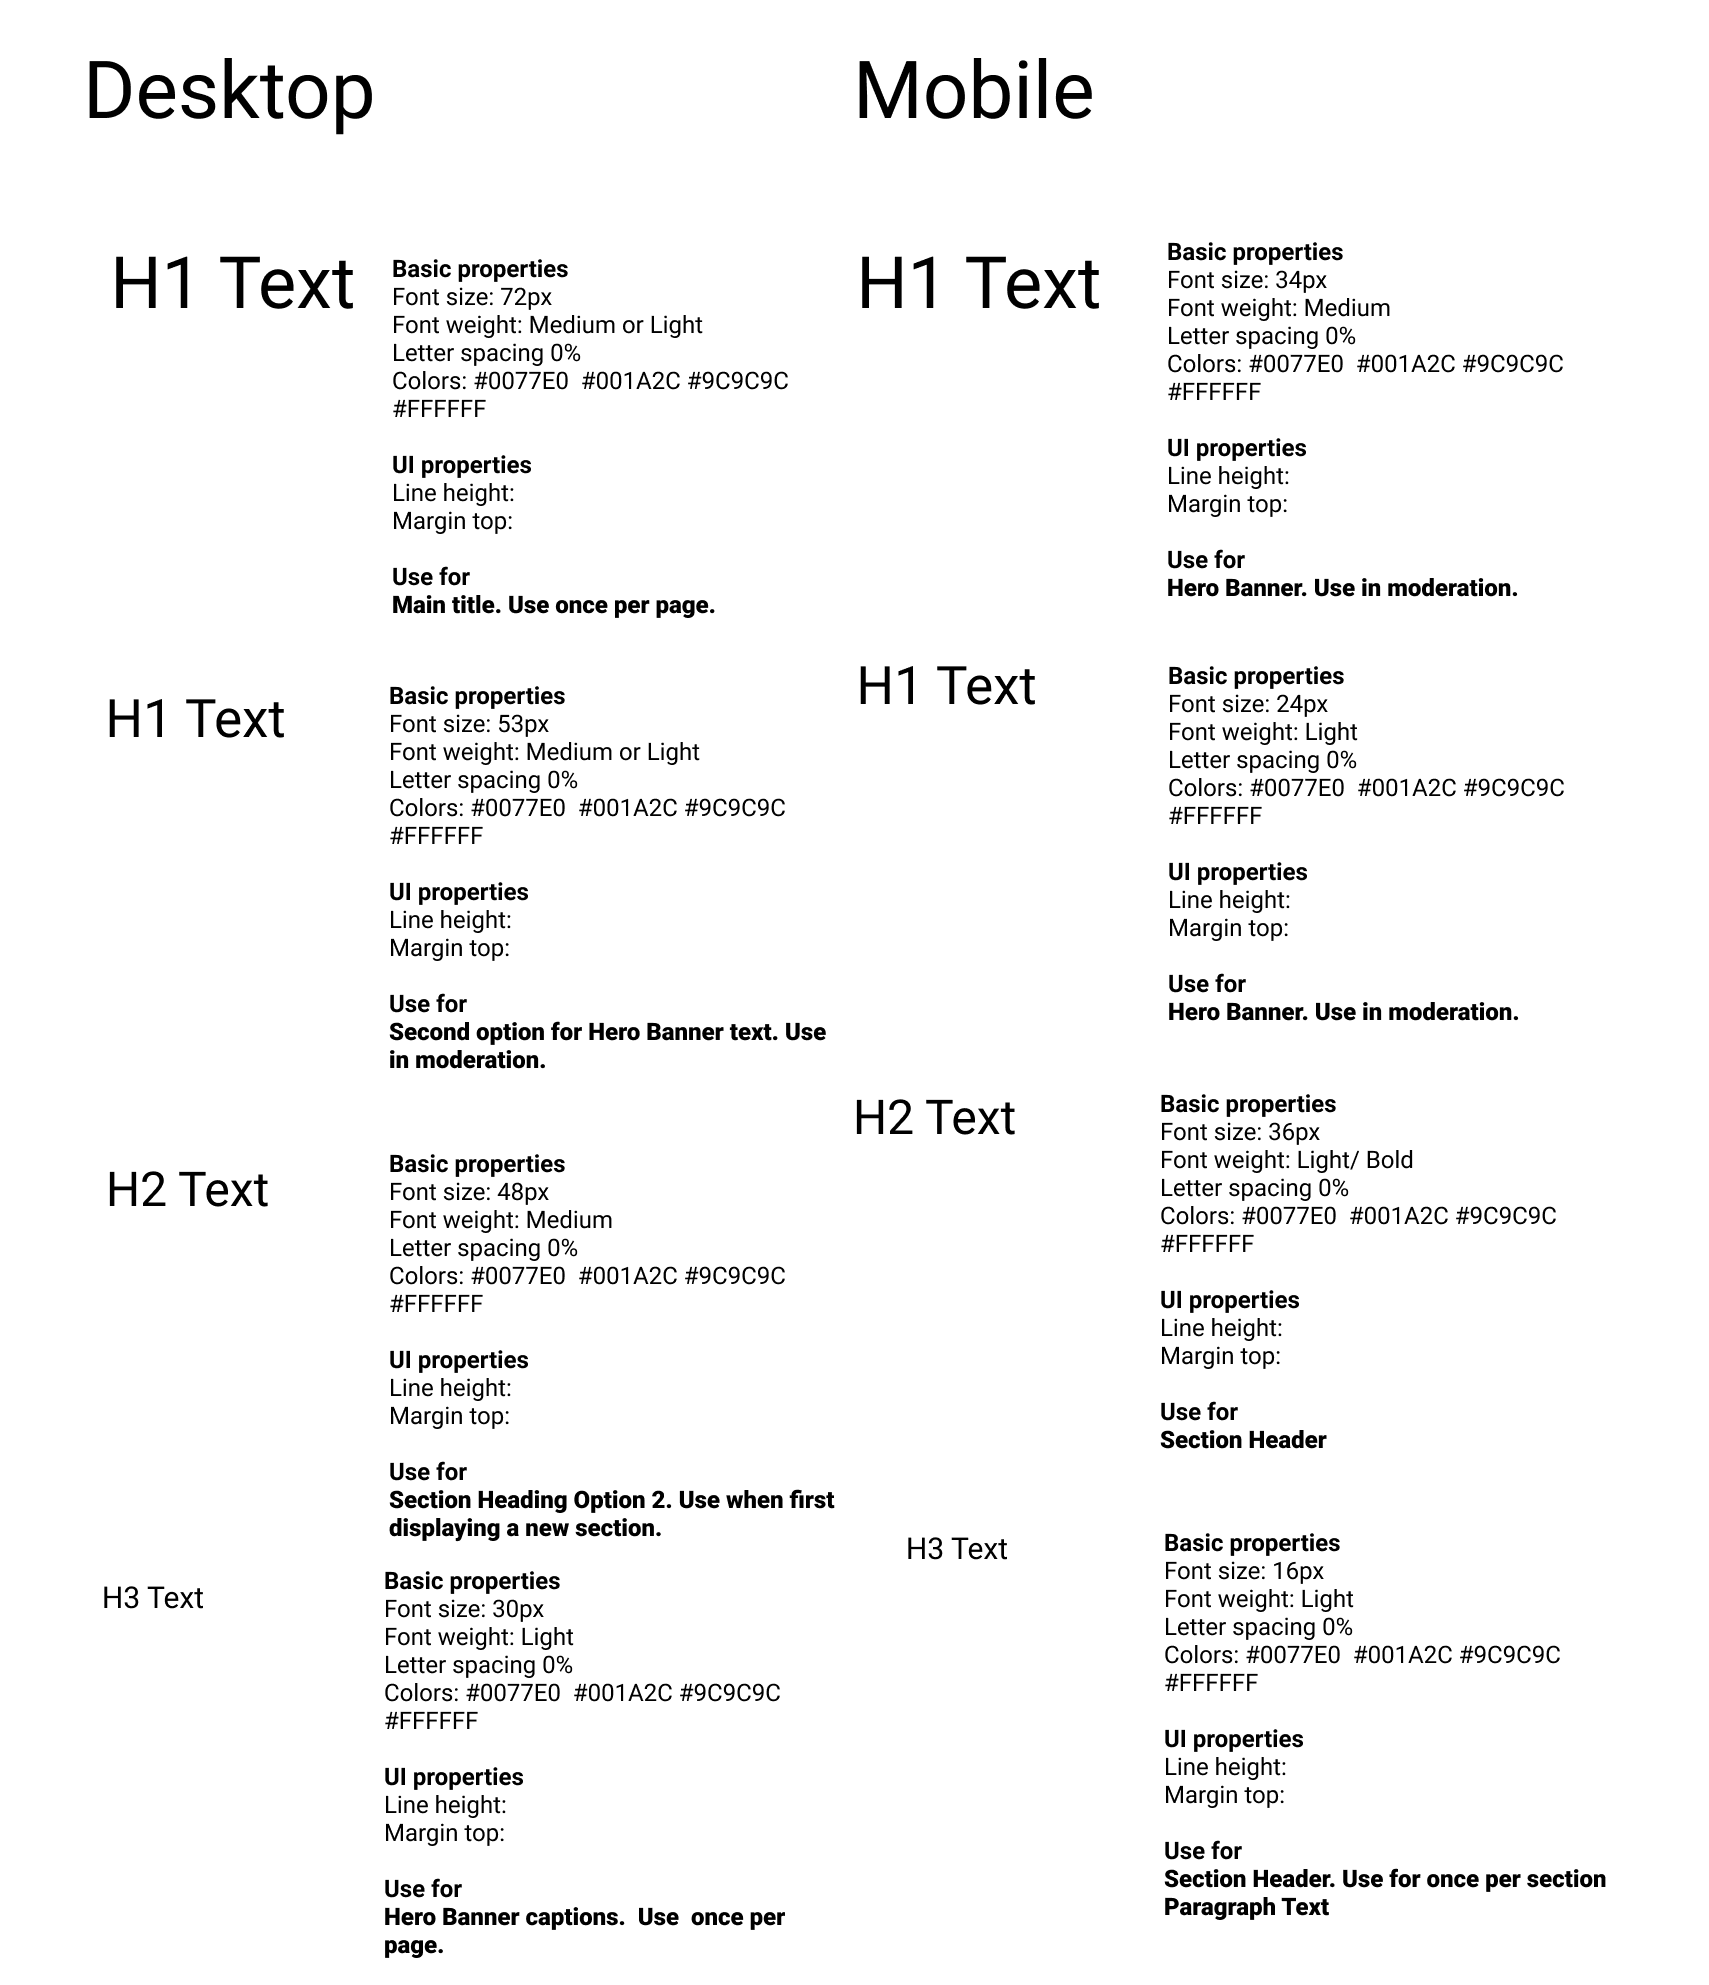 Desktop
H1 Text
Basic properties
Font size: 72px
Font weight: Medium or Light
Letter spacing 0%
Colors: #0077E0  #001A2C #9C9C9C
#FFFFFF
UI properties
Line height:
Margin top:
Use for
Main title. Use once per page.
H1 Text
Basic properties
Font size: 53px
Font weight: Medium or Light
Letter spacing 0%
Colors: #0077E0  #001A2C #9C9C9C
#FFFFFF
UI properties
Line height:
Margin top:
Use for
Second option for Hero Banner text. Use
in moderation.
H2 Text
Basic properties
Font size: 48px
Font weight: Medium
Letter spacing 0%
Colors: #0077E0  #001A2C #9C9C9C
#FFFFFF
UI properties
Line height:
Margin top:
Use for
Section Heading Option 2. Use when first
displaying a new section.
H3 Text
Basic properties
Font size: 30px
Font weight: Light
Letter spacing 0%
Colors: #0077E0  #001A2C #9C9C9C
#FFFFFF
UI properties
Line height:
Margin top:
Use for
Hero Banner captions.  Use  once per
page.
Mobile
H1 Text
Basic properties
Font size: 34px
Font weight: Medium
Letter spacing 0%
Colors: #0077E0  #001A2C #9C9C9C
#FFFFFF
UI properties
Line height:
Margin top:
Use for
Hero Banner. Use in moderation.
H1 Text
Basic properties
Font size: 24px
Font weight: Light
Letter spacing 0%
Colors: #0077E0  #001A2C #9C9C9C
#FFFFFF
UI properties
Line height:
Margin top:
Use for
Hero Banner. Use in moderation.
H2 Text
Basic properties
Font size: 36px
Font weight: Light/ Bold
Letter spacing 0%
Colors: #0077E0  #001A2C #9C9C9C
#FFFFFF
UI properties
Line height:
Margin top:
Use for
Section Header
H3 Text
Basic properties
Font size: 16px
Font weight: Light
Letter spacing 0%
Colors: #0077E0  #001A2C #9C9C9C
#FFFFFF
UI properties
Line height:
Margin top:
Use for
Section Header. Use for once per section
Paragraph Text